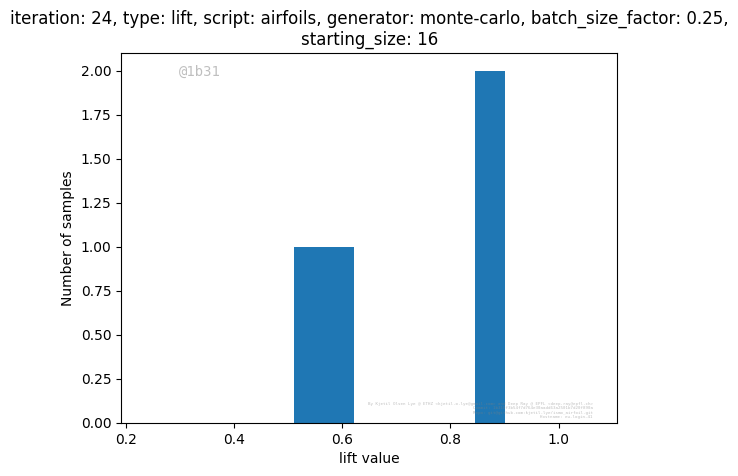 iteration: 24, type: lift, script: airfoils, generator: monte-carlo, batch_size_factor: 0.25,
starting_size: 16
@1b31
2.00
1.75
1.50
1.25
1.00
0.75
0.50
0.25
0.00
Number of samples
0.2
0.4
0.6
0.8
1.0
lift value